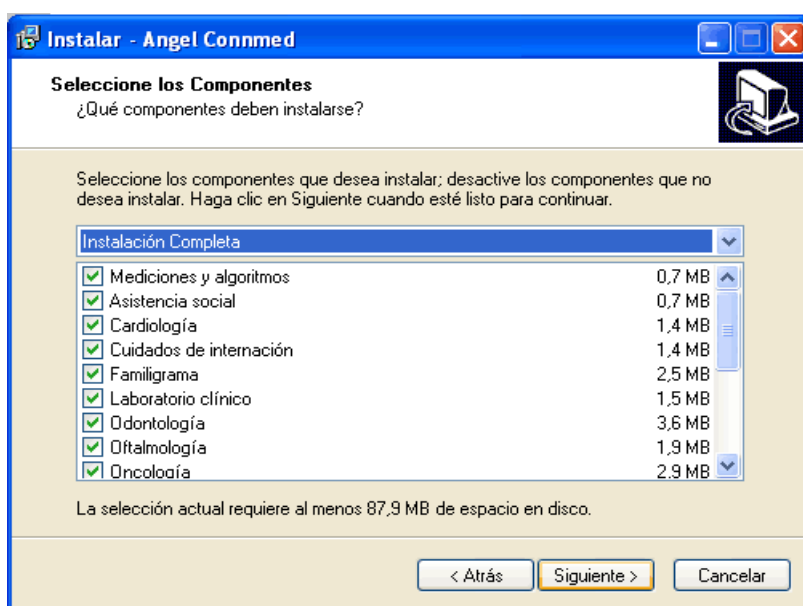 Instalar - Angel Connmed
Seleccione los Componentes
¿Qué componentes deben instalarse?
Seleccione los componentes que desea instalar; desactive los componentes que no
desea instalar. Haga clic en Siguiente cuando esté listo para continuar.
Instalación Completa
Mediciones y algoritmos 0,7 MB
Asistencia social 0,7 MB
Cardiología 1,4 MB
Cuidados de internación 1,4 MB
Familigrama 2,5 MB
Laboratorio clínico 1,5 MB
Odontología 3,6 MB
Oftalmología 1,9 MB
Oncología 2,9 MB
La selección actual requiere al menos 87,9 MB de espacio en disco.
< Atrás Siguiente > Cancelar